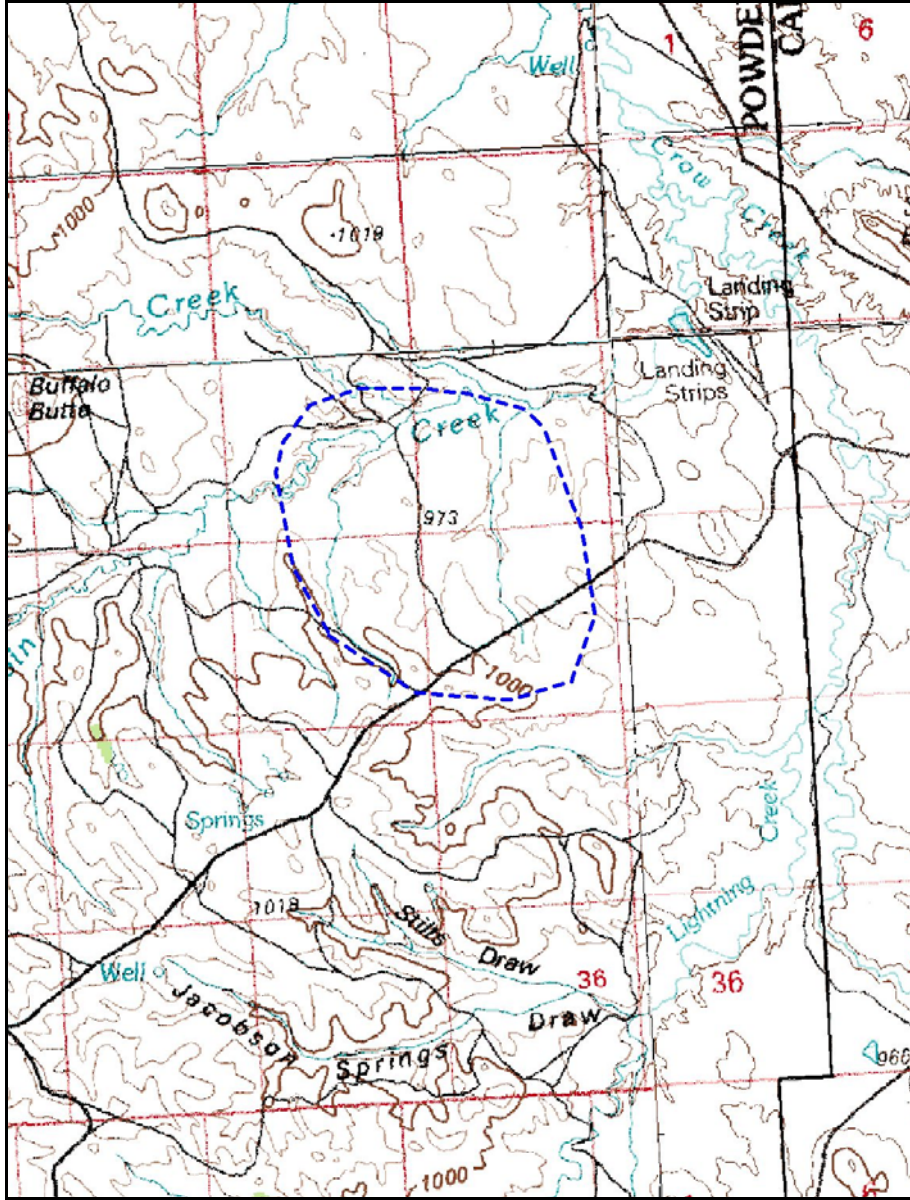 POWDE
CA
6
1
Well
Crow
Creek
1000
1019
Creek
Landing
Strip
Landing
Strips
Buffalo
Butte
Creek
973
1000
Springs
Creek
Lightning
1018
Stills
Draw
36
36
Well
Jacobson
Springs
Draw
1000